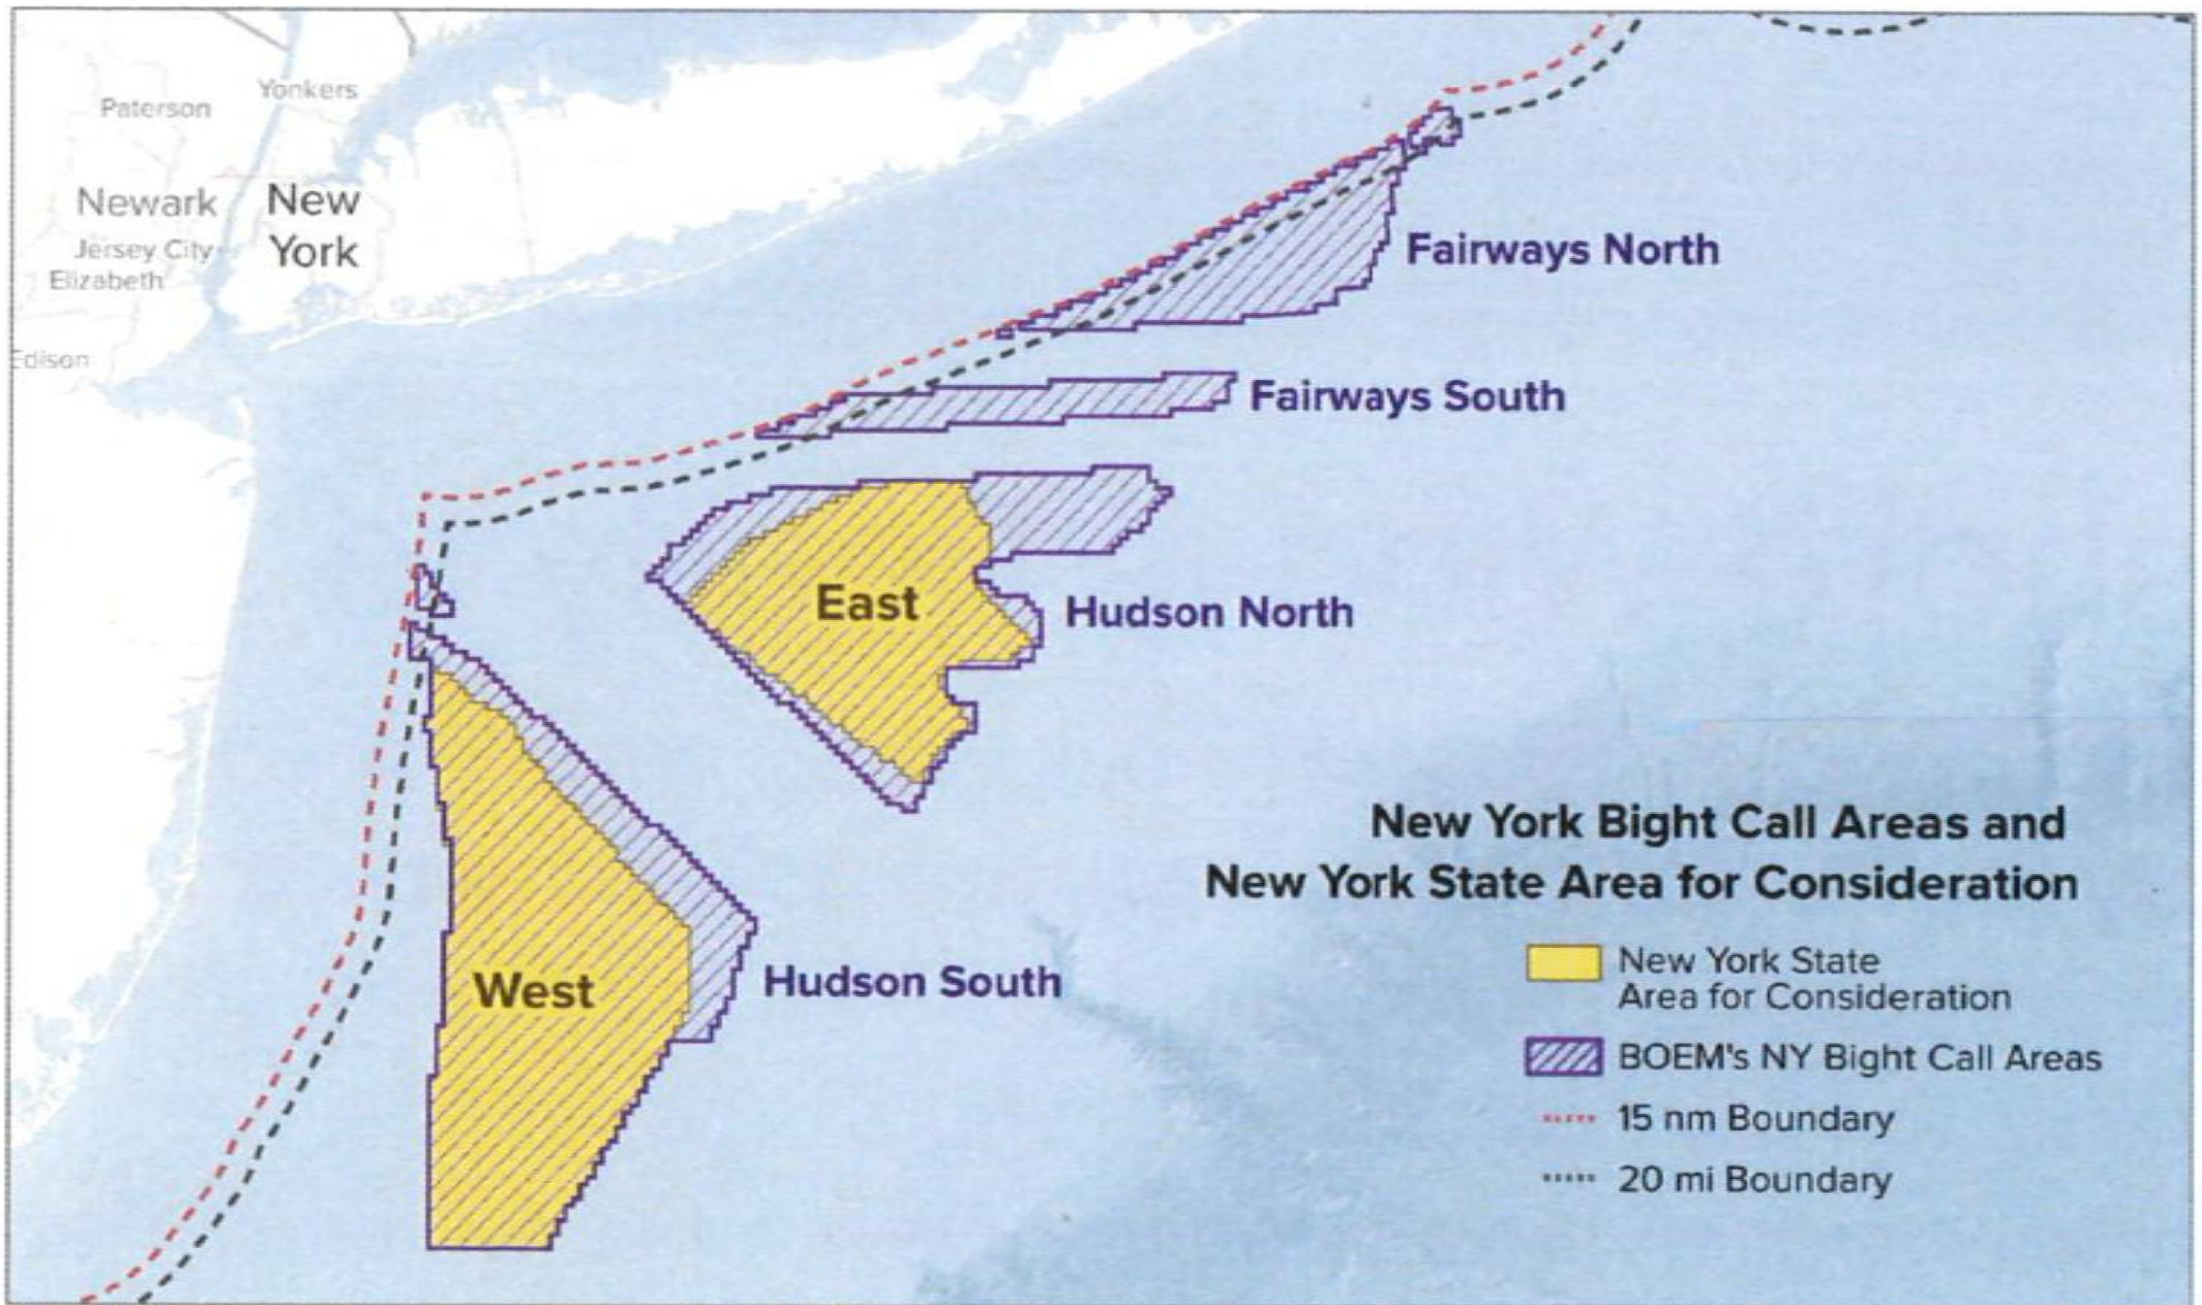 Yonkers
Paterson
Newark
New
York
Jersey City
Elizabeth
Edison
Fairways North
Fairways South
East
Hudson North
West
Hudson South
New York Bight Call Areas and
New York State Area for Consideration
New York State
Area for Consideration
BOEM's NY Bight Call Areas
15 nm Boundary
20 mi Boundary